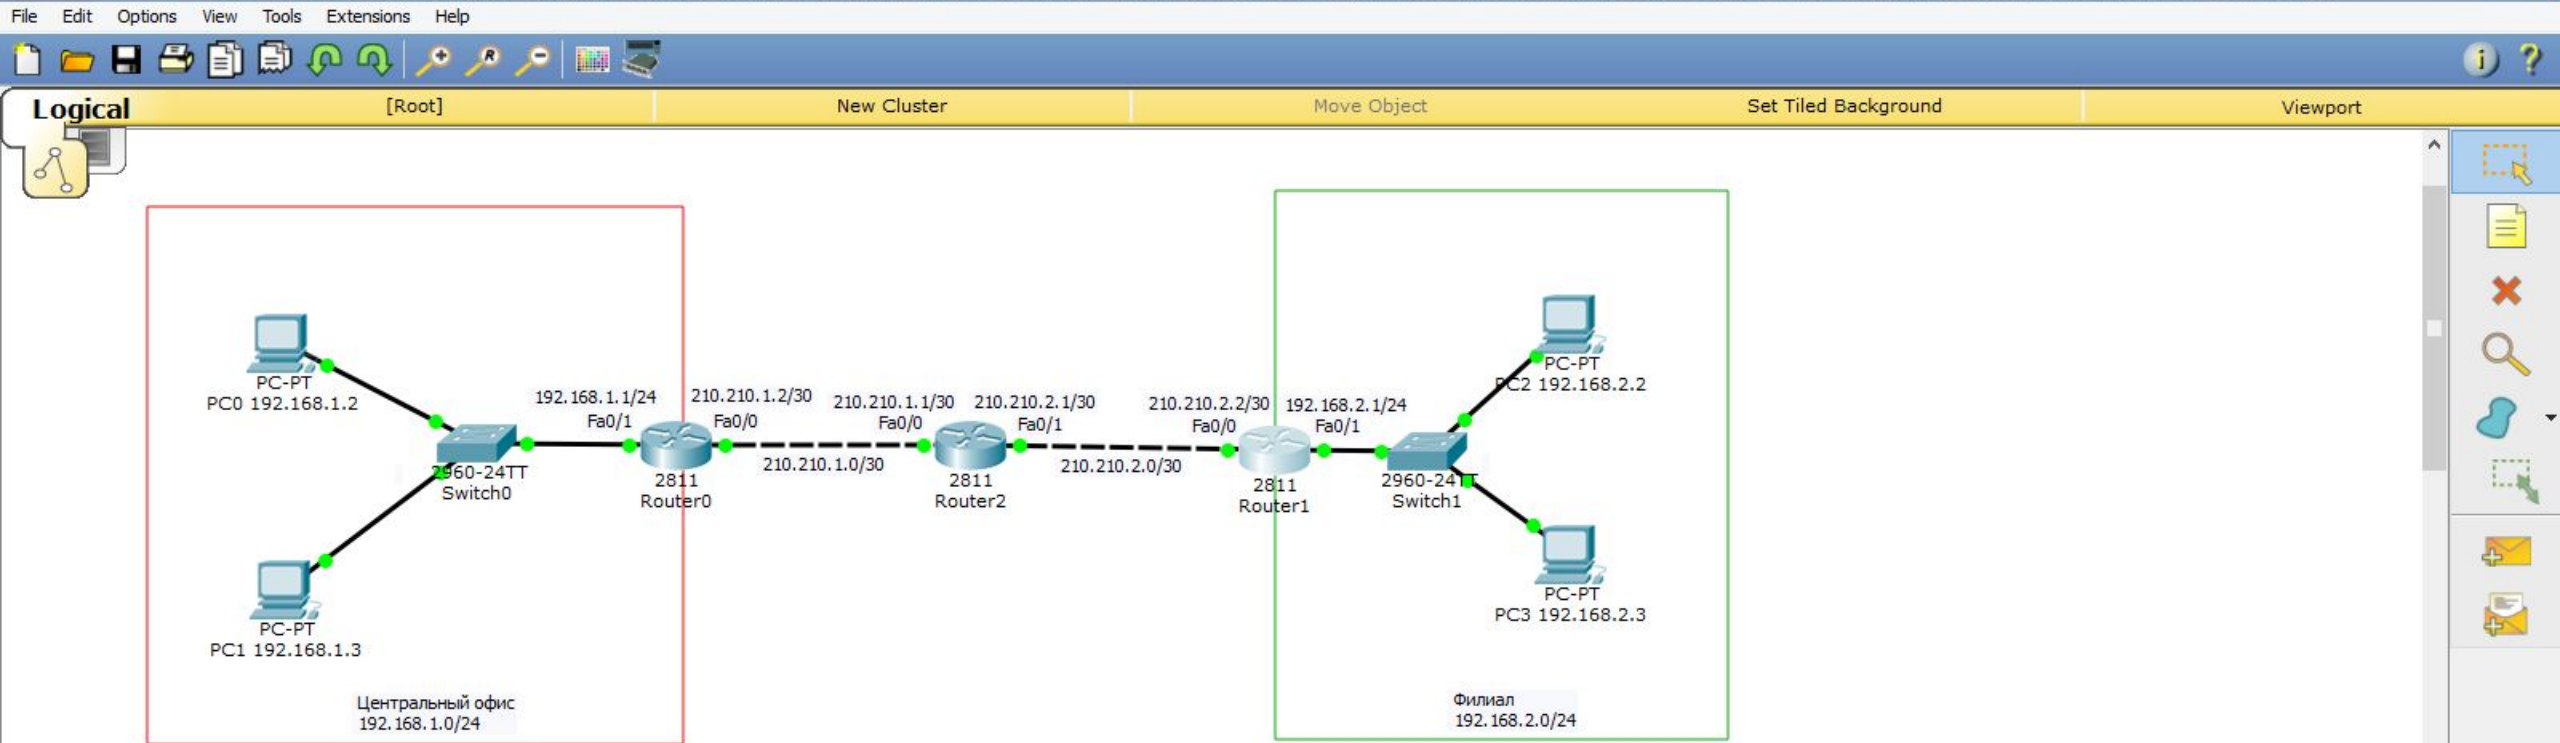 File Edit Options View Tools Extensions Help
R
i ?
Logical [Root] New Cluster Move Object Set Tiled Background Viewport
PC-PT
PC0 192.168.1.2
PC-PT
PC1 192.168.1.3
2960-24TT
Switch0
192.168.1.1/24
Fa0/1
2811
Router0
210.210.1.2/30
Fa0/0
210.210.1.0/30
210.210.1.1/30
Fa0/0
2811
Router2
210.210.2.1/30
Fa0/1
210.210.2.0/30
210.210.2.2/30
Fa0/0
2811
Router1
192.168.2.1/24
Fa0/1
2960-24TT
Switch1
PC-PT
PC2 192.168.2.2
PC-PT
PC3 192.168.2.3
Центральный офис
192.168.1.0/24
Филиал
192.168.2.0/24